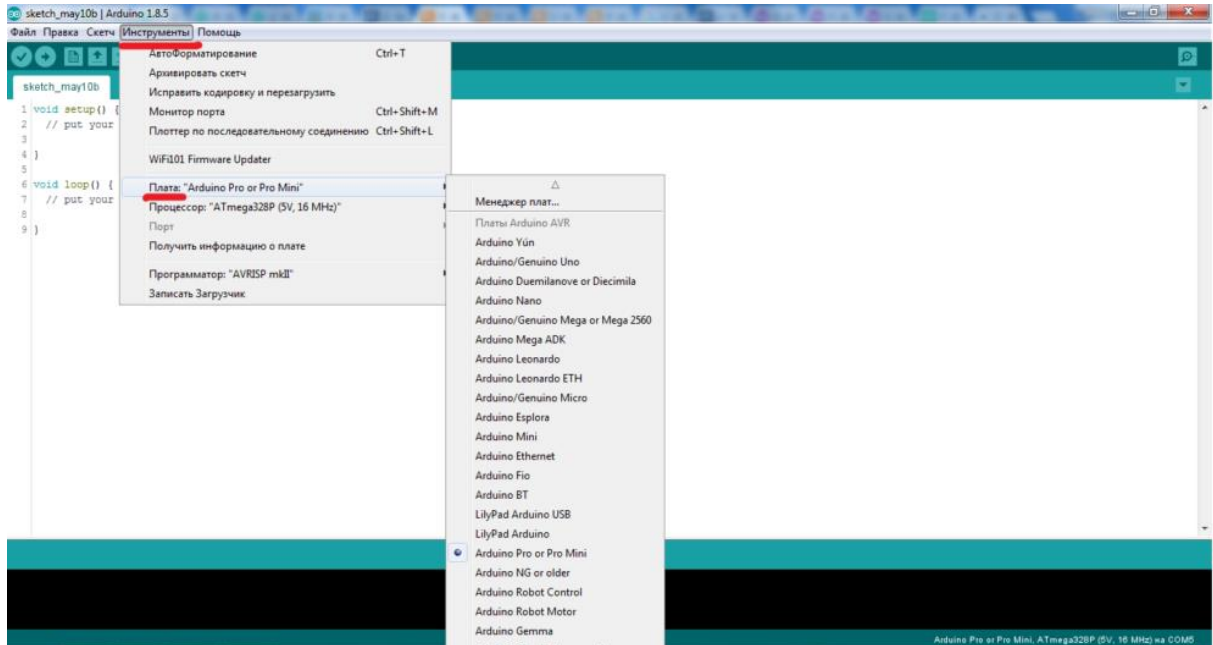 sketch_may10b | Arduino 1.8.5
Файл Правка Скетч Инструменты Помощь
sketch_may10b
1 void setup() {
2 // put your
3
4 }
5
6 void loop() {
7 // put your
8
9 }
АвтоФорматирование Ctrl+T
Архивировать скетч
Исправить кодировку и перезагрузить
Монитор порта Ctrl+Shift+M
Плоттер по последовательному соединению Ctrl+Shift+L
WiFi101 Firmware Updater
Плата: "Arduino Pro or Pro Mini"
Процессор: "ATmega328P (5V, 16 MHz)"
Порт
Получить информацию о плате
Программатор: "AVRISP mkII"
Записать Загрузчик
Менеджер плат...
Платы Arduino AVR
Arduino Yún
Arduino/Genuino Uno
Arduino Duemilanove or Diecimila
Arduino Nano
Arduino/Genuino Mega or Mega 2560
Arduino Mega ADK
Arduino Leonardo
Arduino Leonardo ETH
Arduino/Genuino Micro
Arduino Esplora
Arduino Mini
Arduino Ethernet
Arduino Fio
Arduino BT
LilyPad Arduino USB
LilyPad Arduino
Arduino Pro or Pro Mini
Arduino NG or older
Arduino Robot Control
Arduino Robot Motor
Arduino Gemma
Arduino Pro or Pro Mini, ATmega328P (5V, 16 MHz) на COM5